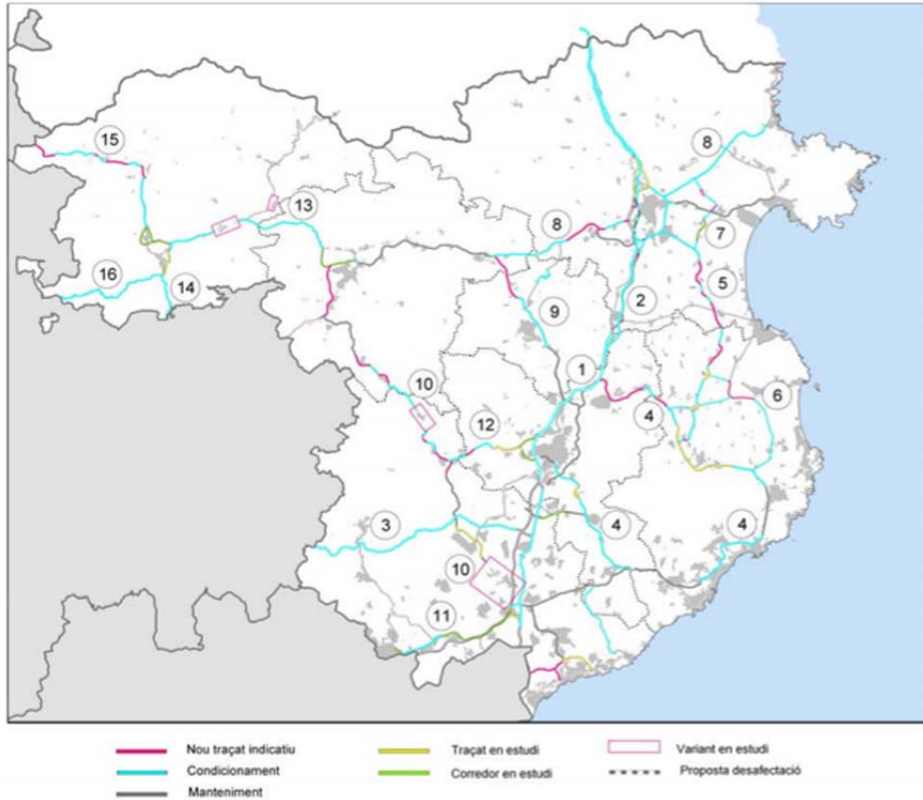 15
8
13
8
7
16
14
5
9
2
1
10
6
4
12
3
4
4
10
11
Nou traçat indicatiu
Traçat en estudi
Variant en estudi
Condicionament
Corredor en estudi
Proposta desafectació
Manteniment